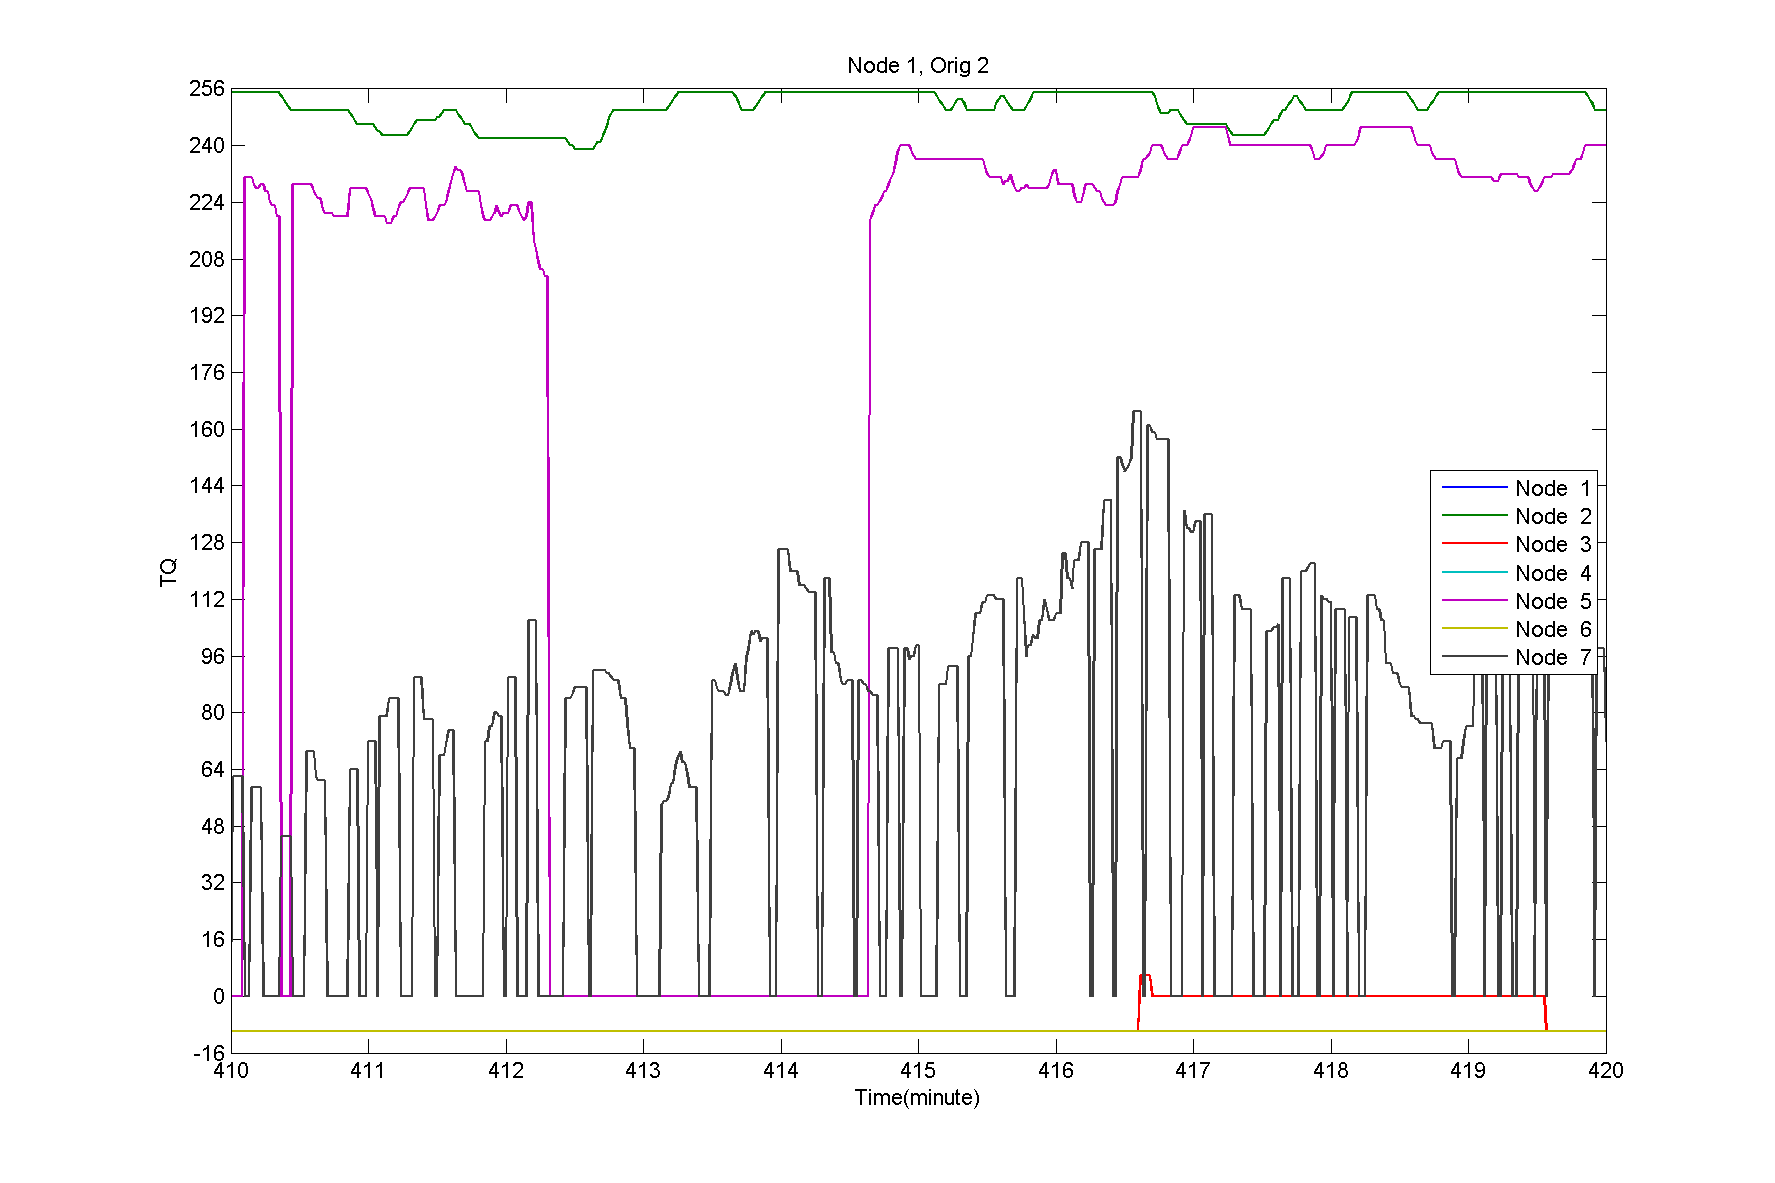 Node 1, Orig 2
256
240
224
208
192
176
160
144
128
112
96
80
64
48
32
16
0
-16
TQ
Node 1
Node 2
Node 3
Node 4
Node 5
Node 6
Node 7
410 411 412 413 414 415 416 417 418 419 420
Time(minute)